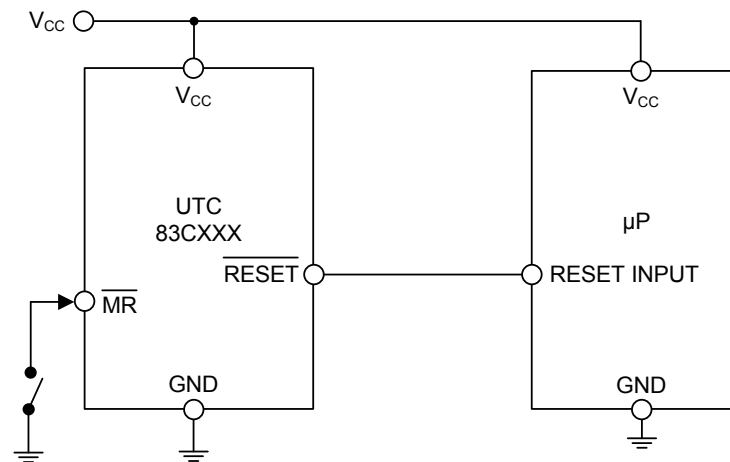 VCC
VCC
UTC
83CXXX
RESET
MR
GND
VCC
µP
RESET INPUT
GND